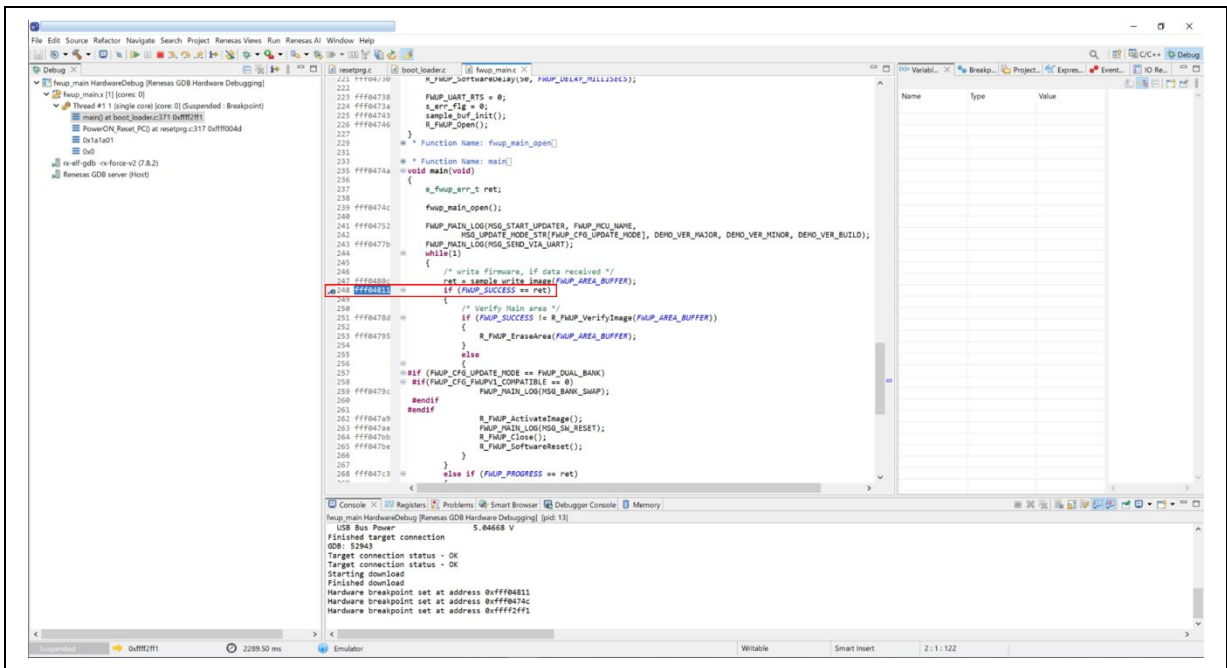 File Edit Source Refactor Navigate Search Project Renesas Views Run Renesas AI Window Help
C/C++ Debug
Debug
fwup_main HardwareDebug [Renesas GDB Hardware Debugging]
fwup_main.x [1] [cores: 0]
Thread #1 1 (single core) [core: 0] (Suspended : Breakpoint)
main() at boot_loader.c:371 0xffff2ff1
PowerON_Reset_PC() at resetprg.c:317 0xffff004d
0x1a1a01
0x0
rx-elf-gdb -rx-force-v2 (7.8.2)
Renesas GDB server (Host)
resetprg.c boot_loader.c fwup_main.c
221 fff04730 R_FWUP_SoftwareDelay(50, FWUP_DELAY_MILLISECS);
222
223 fff04738 FWUP_UART_RTS = 0;
224 fff0473a s_err_flg = 0;
225 fff04743 sample_buf_init();
226 fff04746 R_FWUP_Open();
227 }
229 * Function Name: fwup_main_open
231
233 * Function Name: main
235 fff0474a void main(void)
236 {
237 e_fwup_err_t ret;
238
239 fff0474c fwup_main_open();
240
241 fff04752 FWUP_MAIN_LOG(MSG_START_UPDATER, FWUP_MCU_NAME,
242 MSG_UPDATE_MODE_STR[FWUP_CFG_UPDATE_MODE], DEMO_VER_MAJOR, DEMO_VER_MINOR, DEMO_VER_BUILD);
243 fff0477b FWUP_MAIN_LOG(MSG_SEND_VIA_UART);
244 while(1)
245 {
246 /* write firmware, if data received */
247 fff0480c ret = sample_write_image(FWUP_AREA_BUFFER);
248 fff04811 if (FWUP_SUCCESS == ret)
249 {
250 /* Verify Main area */
251 fff0478d if (FWUP_SUCCESS != R_FWUP_VerifyImage(FWUP_AREA_BUFFER))
252 {
253 fff04795 R_FWUP_EraseArea(FWUP_AREA_BUFFER);
254 }
255 else
256 {
257 #if (FWUP_CFG_UPDATE_MODE == FWUP_DUAL_BANK)
258 #if(FWUP_CFG_FWUPV1_COMPATIBLE == 0)
259 fff0479c FWUP_MAIN_LOG(MSG_BANK_SWAP);
260 #endif
261 #endif
262 fff047a9 R_FWUP_ActivateImage();
263 fff047ae FWUP_MAIN_LOG(MSG_SW_RESET);
264 fff047bb R_FWUP_Close();
265 fff047be R_FWUP_SoftwareReset();
266 }
267 }
268 fff047c3 else if (FWUP_PROGRESS == ret)
Variabl... Breakp... Project... Expres... Event... IO Re...
Name Type Value
Console Registers Problems Smart Browser Debugger Console Memory
fwup_main HardwareDebug [Renesas GDB Hardware Debugging] [pid: 13]
USB Bus Power 5.04668 V
Finished target connection
GDB: 52943
Target connection status - OK
Target connection status - OK
Starting download
Finished download
Hardware breakpoint set at address 0xfff04811
Hardware breakpoint set at address 0xfff0474c
Hardware breakpoint set at address 0xffff2ff1
Suspended 0xffff2ff1 2289.50 ms Emulator Writable Smart Insert 2 : 1 : 122